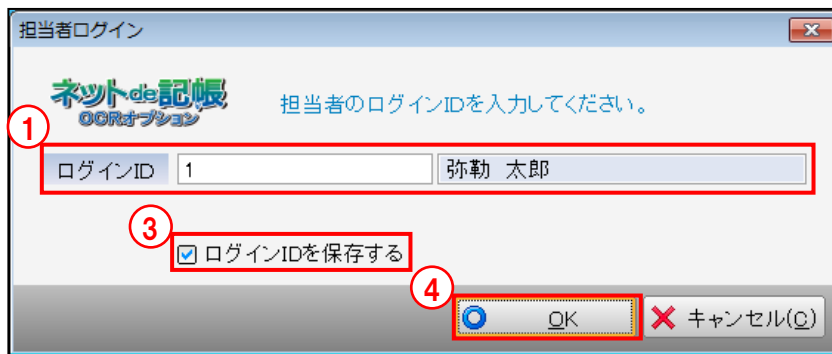 担当者ログイン
ネットde記帳
OCRオプション
担当者のログインIDを入力してください。
①
ログインID 1 弥勒 太郎
③
ログインIDを保存する
④
OK キャンセル(C)